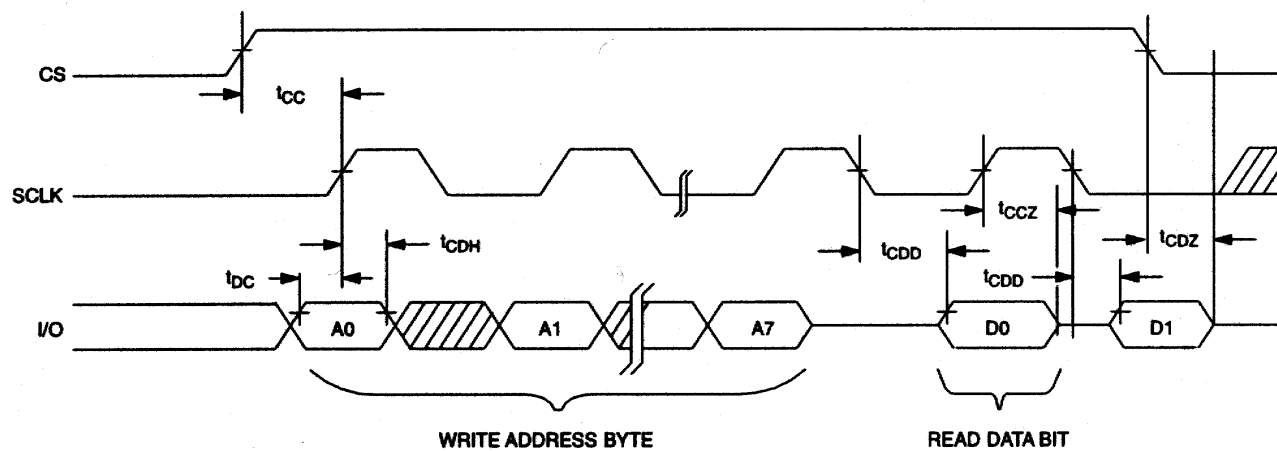 CS
tCC
SCLK
tCCZ
tCDH
tCDD
tCDZ
tDC
tCDD
I/O
A0
A1
A7
D0
D1
WRITE ADDRESS BYTE
READ DATA BIT